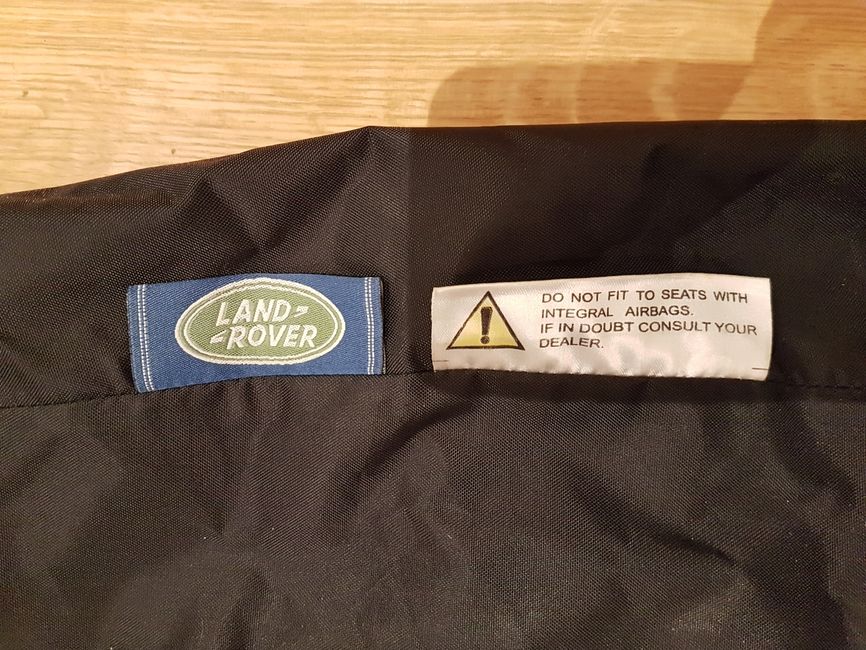 LAND-
-ROVER
DO NOT FIT TO SEATS WITH
INTEGRAL AIRBAGS.
IF IN DOUBT CONSULT YOUR
DEALER.